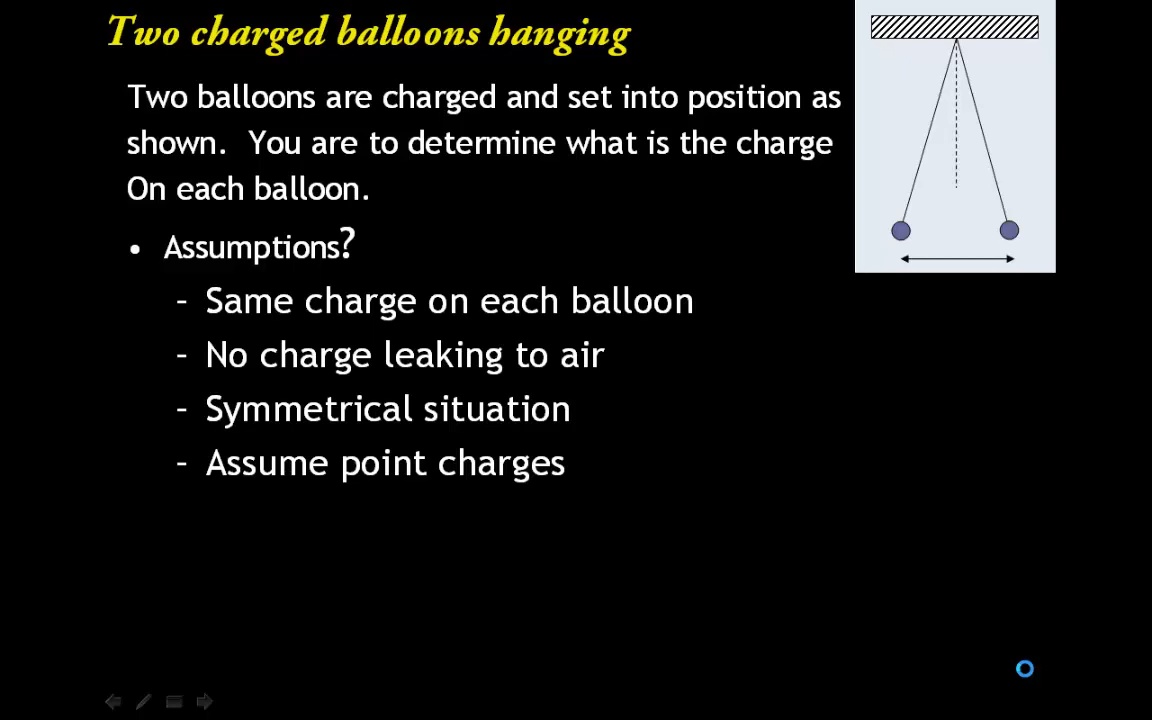 Two charged balloons hanging
Two balloons are charged and set into position as
shown. You are to determine what is the charge
On each balloon.
• Assumptions?
- Same charge on each balloon
- No charge leaking to air
- Symmetrical situation
- Assume point charges